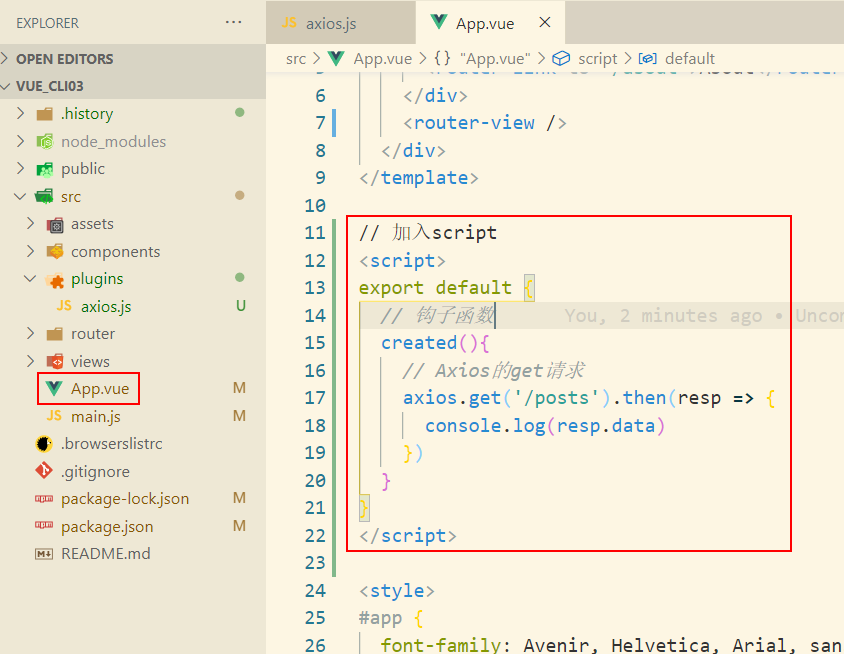 EXPLORER ···
JS axios.js App.vue ×
OPEN EDITORS
src > App.vue > {} "App.vue" > script > default
VUE_CLI03
.history
node_modules
public
src
assets
components
plugins
JS axios.js U
router
views
App.vue M
JS main.js M
.browserslistrc
.gitignore
package-lock.json M
package.json M
README.md
6 </div>
7 <router-view />
8 </div>
9 </template>
10
11 // 加入script
12 <script>
13 export default {
14 // 钩子函数 You, 2 minutes ago • Uncom
15 created(){
16 // Axios的get请求
17 axios.get('/posts').then(resp => {
18 console.log(resp.data)
19 })
20 }
21 }
22 </script>
23
24 <style>
25 #app {
26 font-family: Avenir, Helvetica, Arial, san